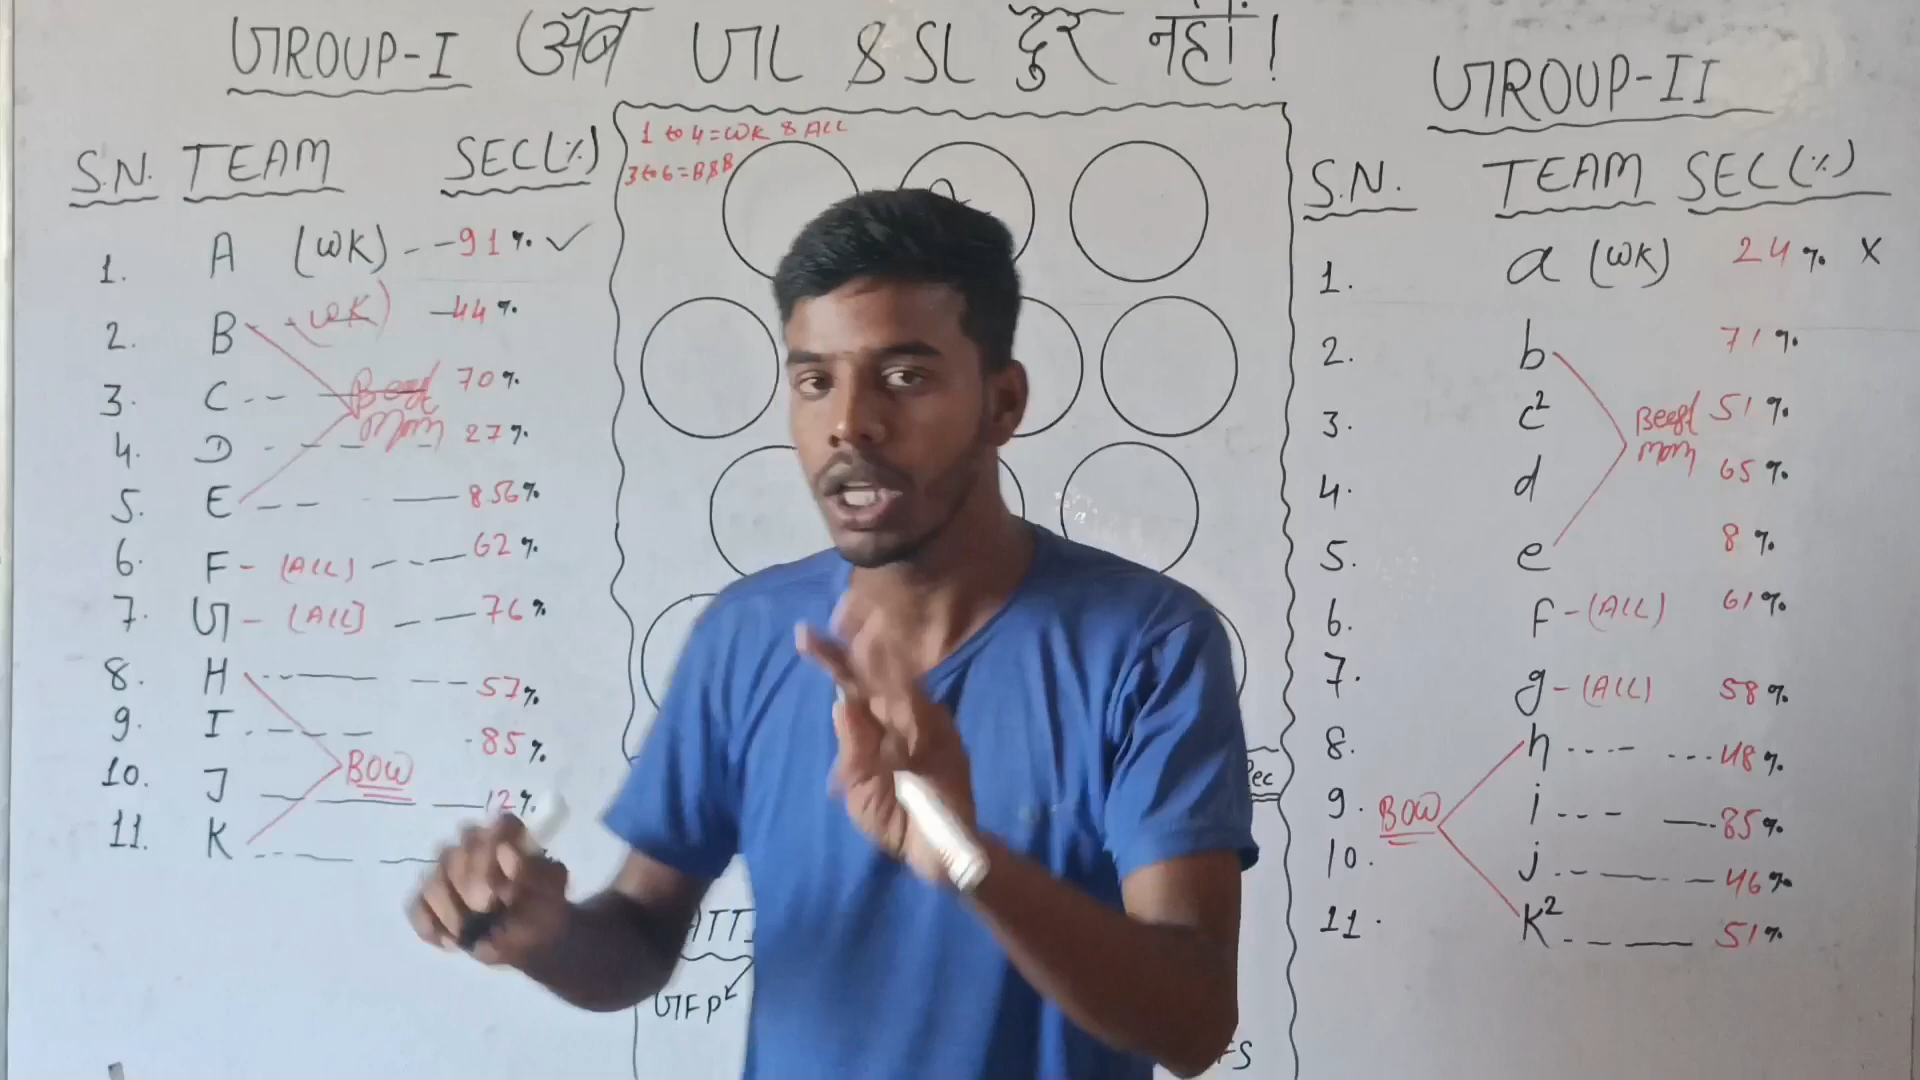 GROUP-I अब GL & SL दुर नहीं!
GROUP-II
S.N. TEAM SEC(%)
1. A (WK) - - 91% ✓
2. B - - (WK) - 44%
3. C - - 70%
4. D - - - 27%
5. E - - - 856%
6. F - (ALL) - - - 62%
7. G - (ALL) - - 76%
8. H - - - - - 57%
9. I - - - - 85%
10. J - - 12%
11. K - - -
BOW
1 to 4 = WK & ALL
3 to 6 = B&B
GFP
S.N. TEAM SEC(%)
1. a (WK) 24% X
2. b 71%
3. c² 51%
4. d 65%
5. e 8%
6. F - (ALL) 61%
7. g - (ALL) 58%
8. h - - - - - - - 48%
9. i - - - - 85%
10. j - - - - - 46%
11. K² - - - 51%
BOW